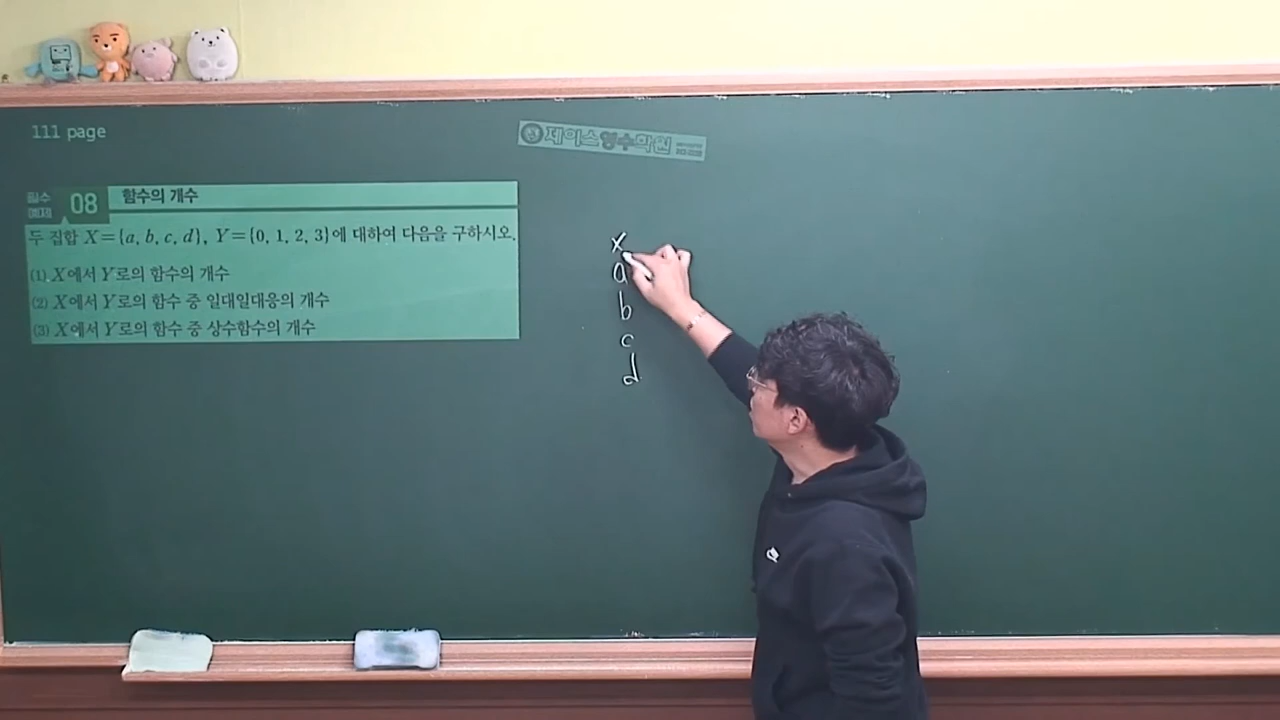 111 page
제이스영수학원
필수
예제 08 함수의 개수
두 집합 X={a, b, c, d}, Y={0, 1, 2, 3}에 대하여 다음을 구하시오.
(1) X에서 Y로의 함수의 개수
(2) X에서 Y로의 함수 중 일대일대응의 개수
(3) X에서 Y로의 함수 중 상수함수의 개수
X
a
b
c
d